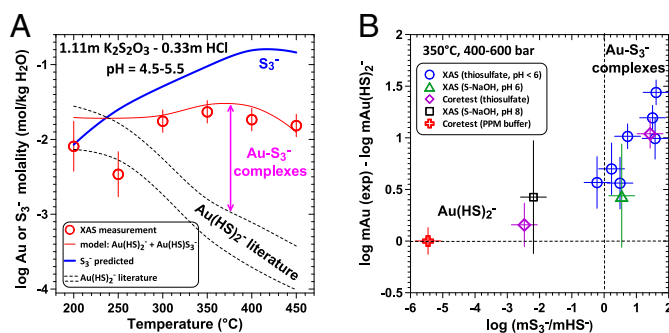 A
1.11m K₂S₂O₃ - 0.33m HCl
pH = 4.5-5.5
S₃⁻
Au-S₃⁻
complexes
Au(HS)₂⁻ literature
XAS measurement
model: Au(HS)₂⁻ + Au(HS)S₃⁻
S₃⁻ predicted
Au(HS)₂⁻ literature
log Au or S₃⁻ molality (mol/kg H₂O)
0
-1
-2
-3
-4
200 250 300 350 400 450
Temperature (°C)
B
350°C, 400-600 bar
Au-S₃⁻
complexes
XAS (thiosulfate, pH < 6)
XAS (S-NaOH, pH 6)
Coretest (thiosulfate)
XAS (S-NaOH, pH 8)
Coretest (PPM buffer)
Au(HS)₂⁻
log mAu (exp) - log mAu(HS)₂⁻
2
1.5
1
0.5
0
-0.5
-6 -5 -4 -3 -2 -1 0 1 2
log (mS₃⁻/mHS⁻)